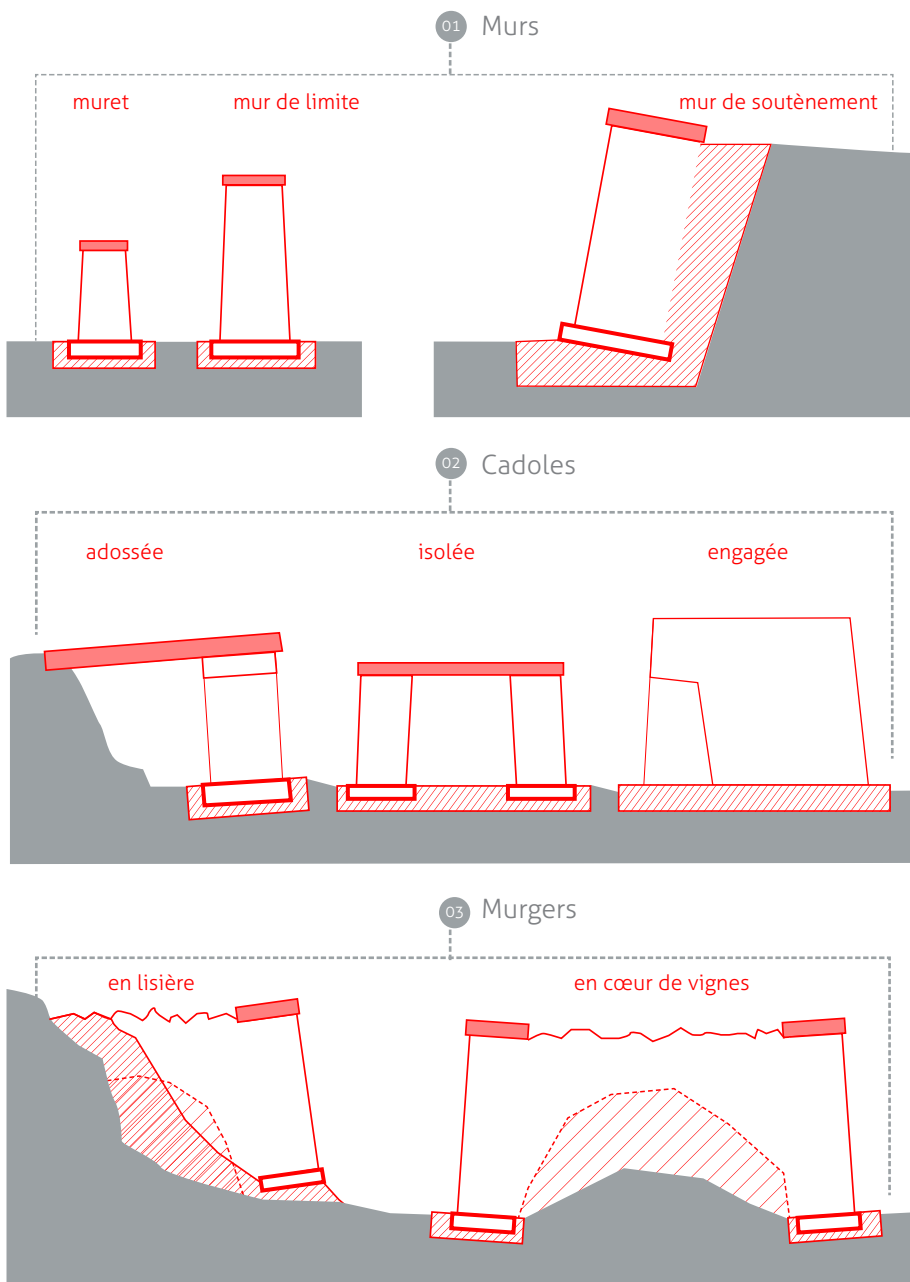 01 Murs
muret mur de limite mur de soutènement
02 Cadoles
adossée isolée engagée
03 Murgers
en lisière en cœur de vignes